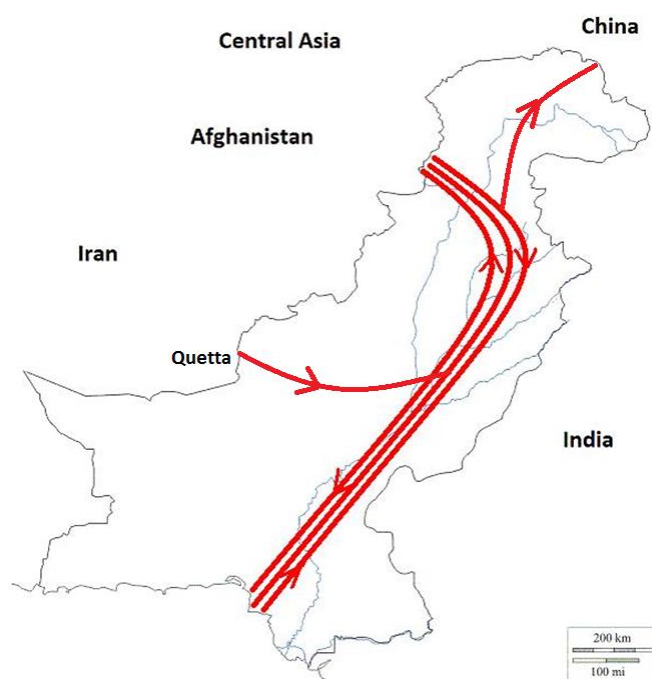 China
Central Asia
Afghanistan
Iran
Quetta
India
200 km
100 mi